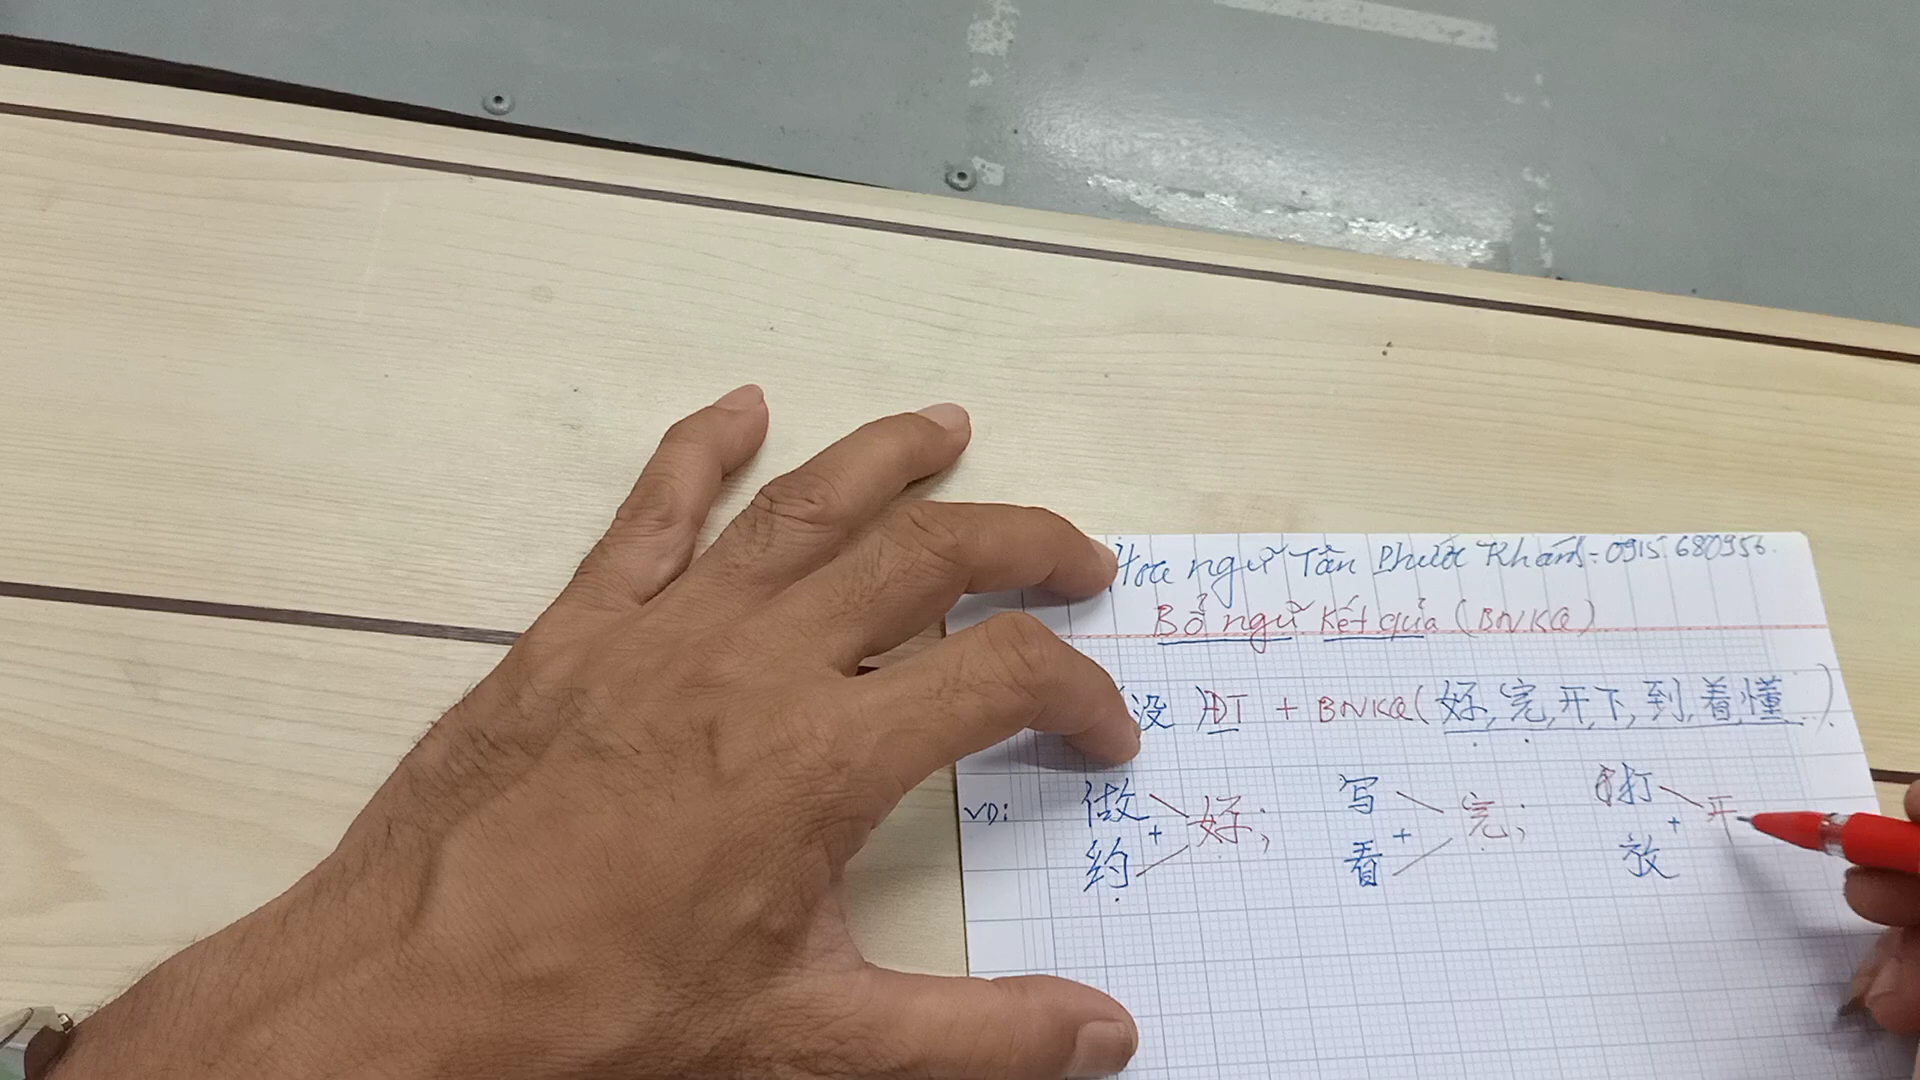 Hoa ngữ Tân Phước Khánh: 0915.680956.
Bổ ngữ kết quả (BNKQ)
(没) ĐT + BNKQ (好, 完, 开, 下, 到, 着, 懂...)
VD: 做 约 + 好; 写 看 + 完; 打 放 + 开